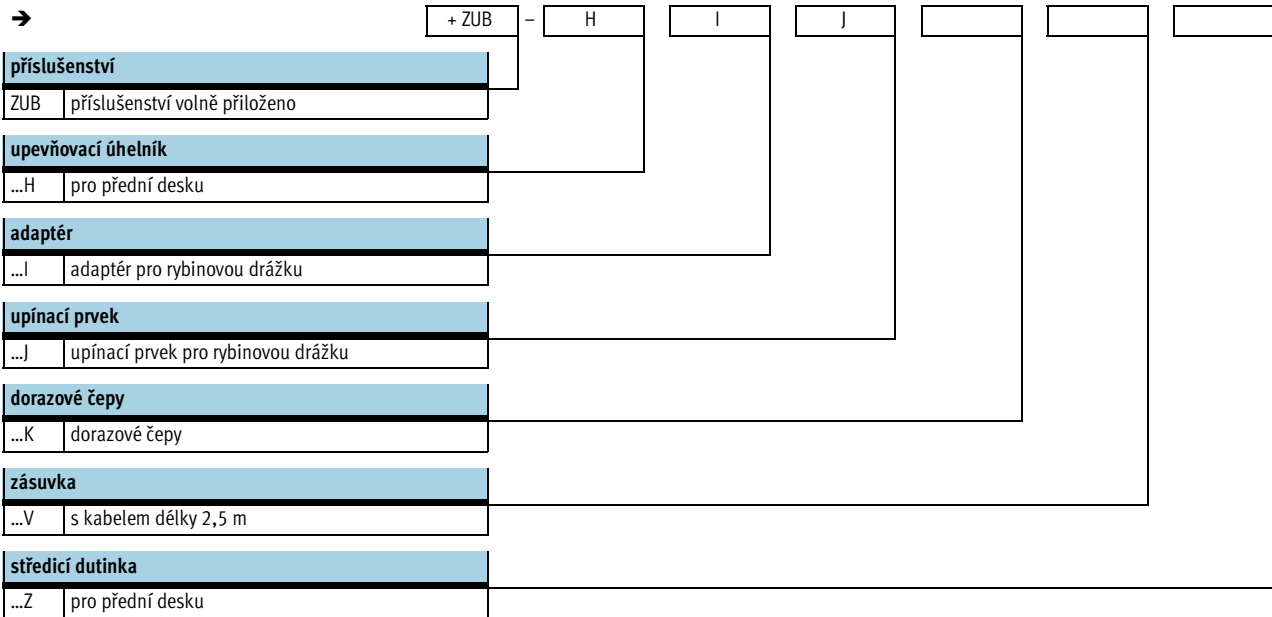 ➔ + ZUB – H I J
příslušenství
ZUB příslušenství volně přiloženo
upevňovací úhelník
...H pro přední desku
adaptér
...I adaptér pro rybinovou drážku
upínací prvek
...J upínací prvek pro rybinovou drážku
dorazové čepy
...K dorazové čepy
zásuvka
...V s kabelem délky 2,5 m
středicí dutinka
...Z pro přední desku